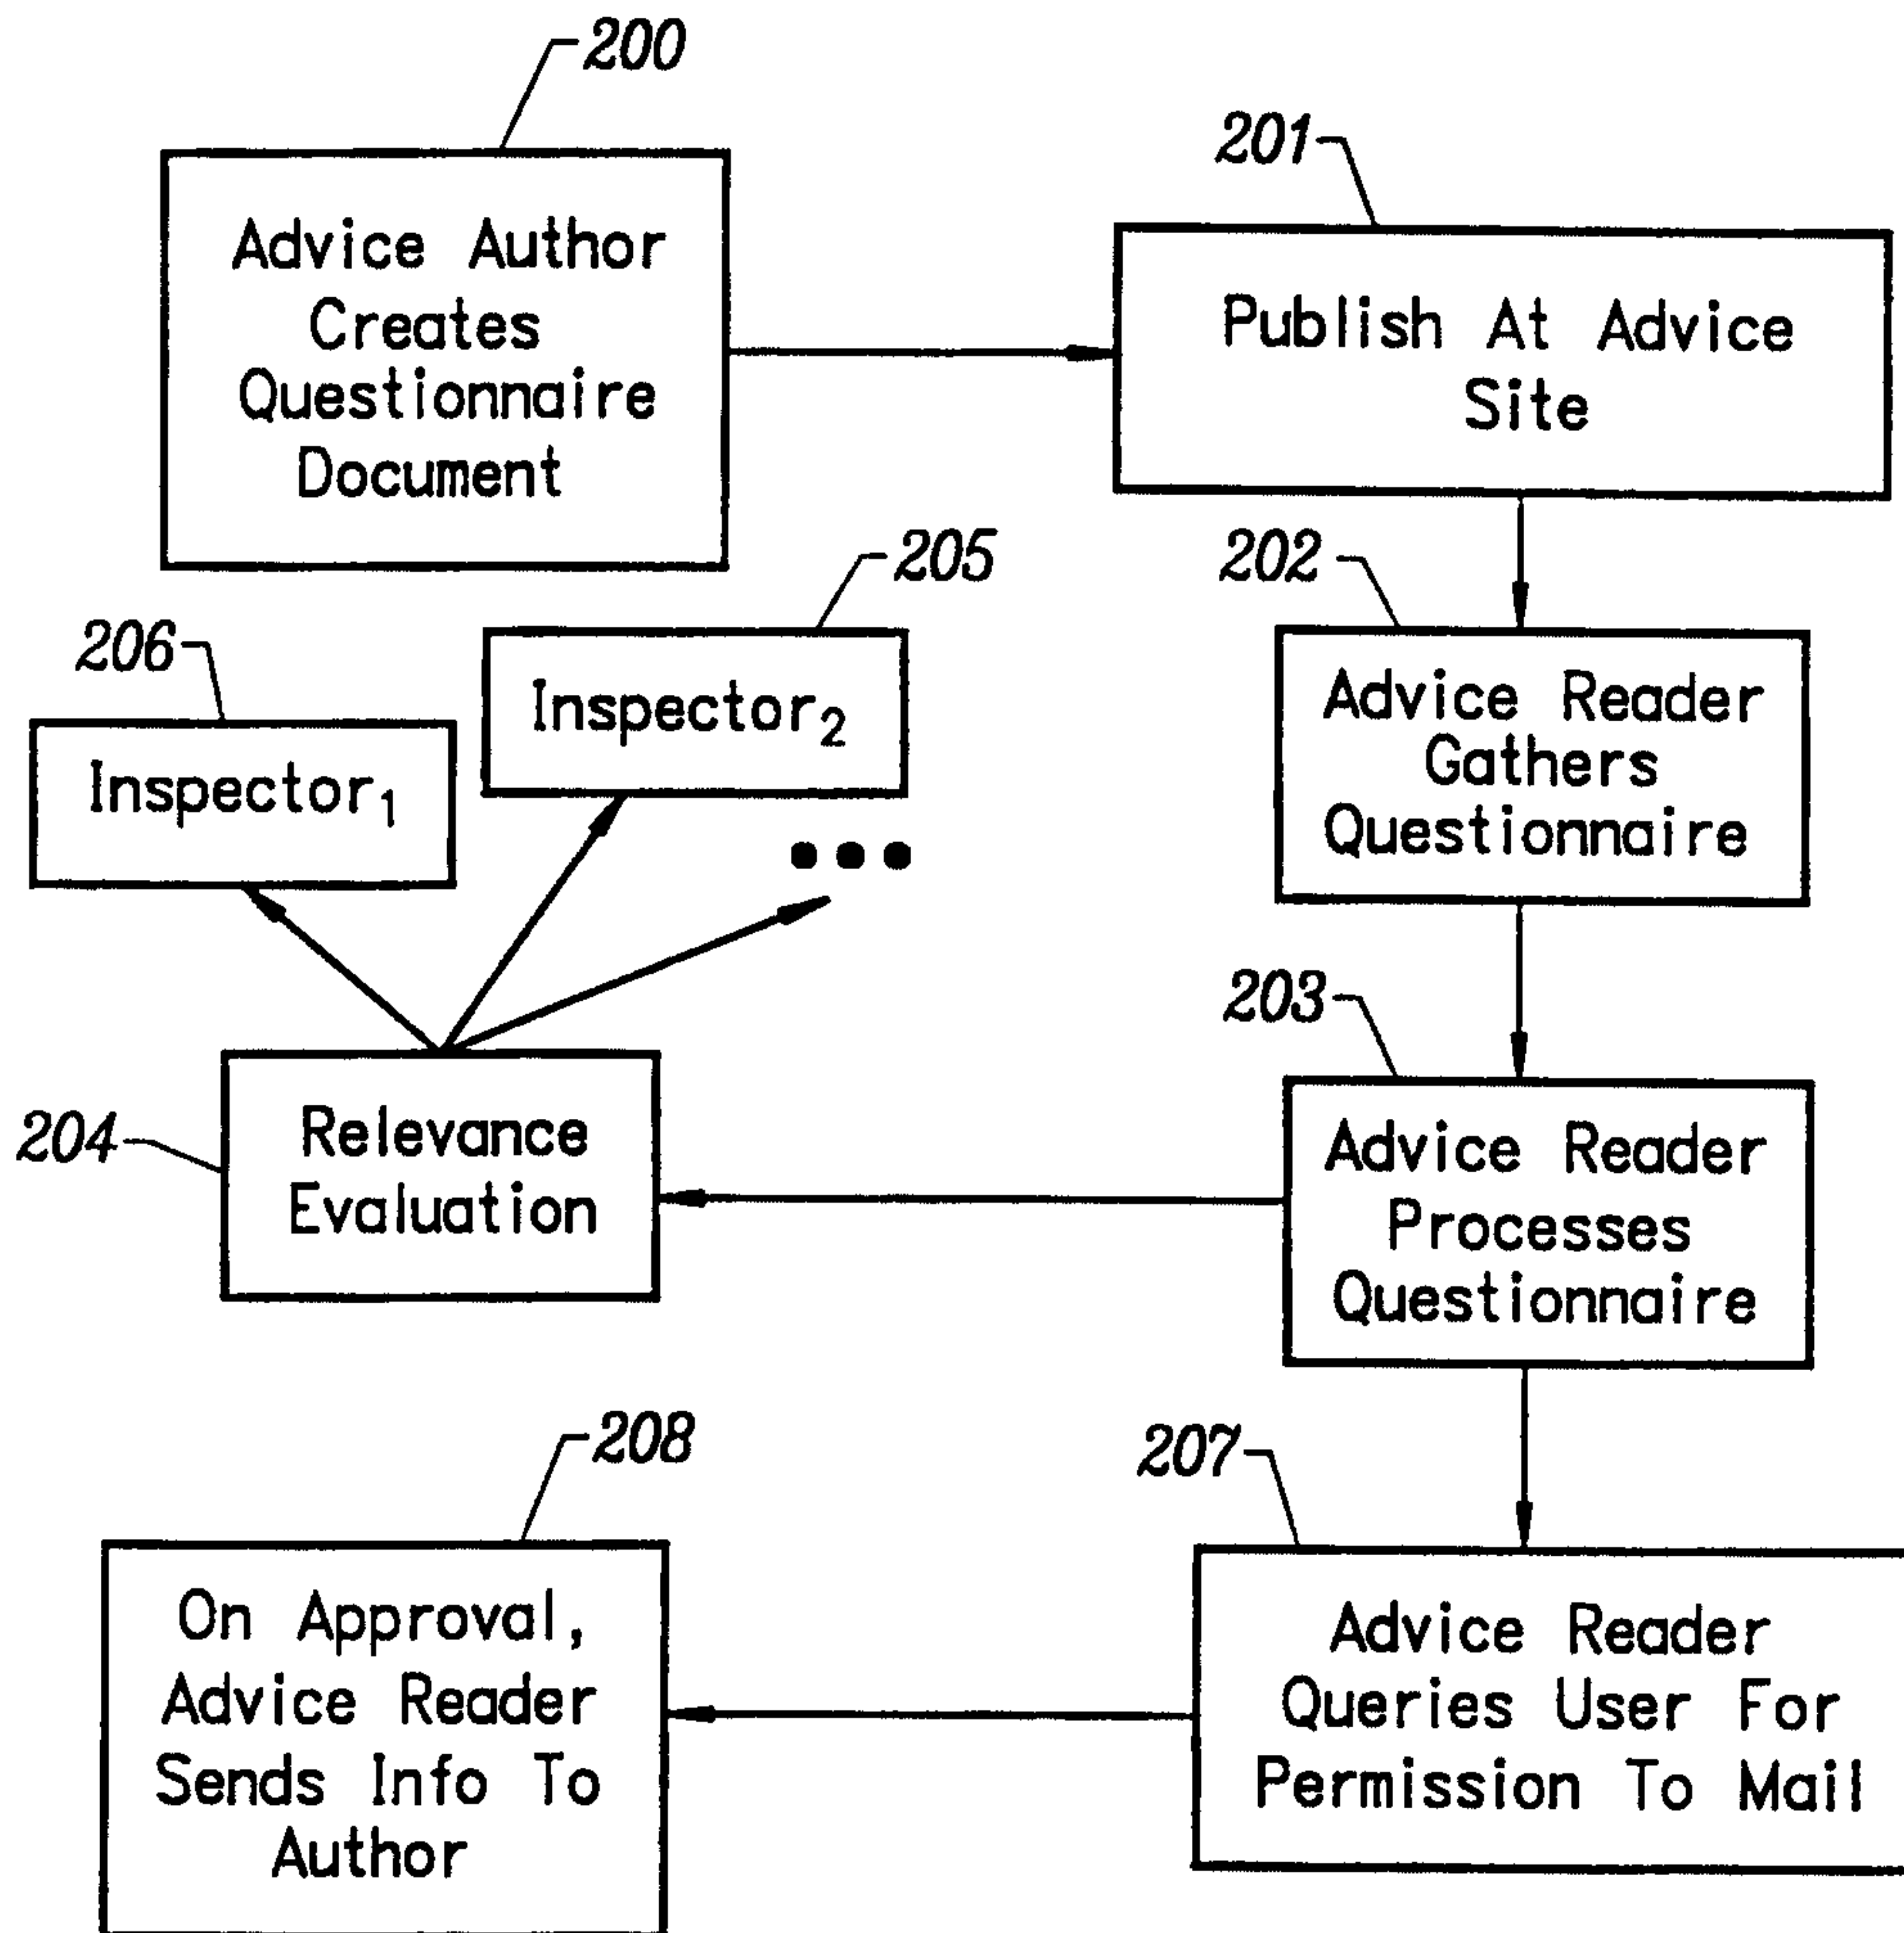 200
Advice Author
Creates
Questionnaire
Document
201
Publish At Advice
Site
202
Advice Reader
Gathers
Questionnaire
205
Inspector₂
206
Inspector₁
•••
203
Advice Reader
Processes
Questionnaire
204
Relevance
Evaluation
207
Advice Reader
Queries User For
Permission To Mail
208
On Approval,
Advice Reader
Sends Info To
Author